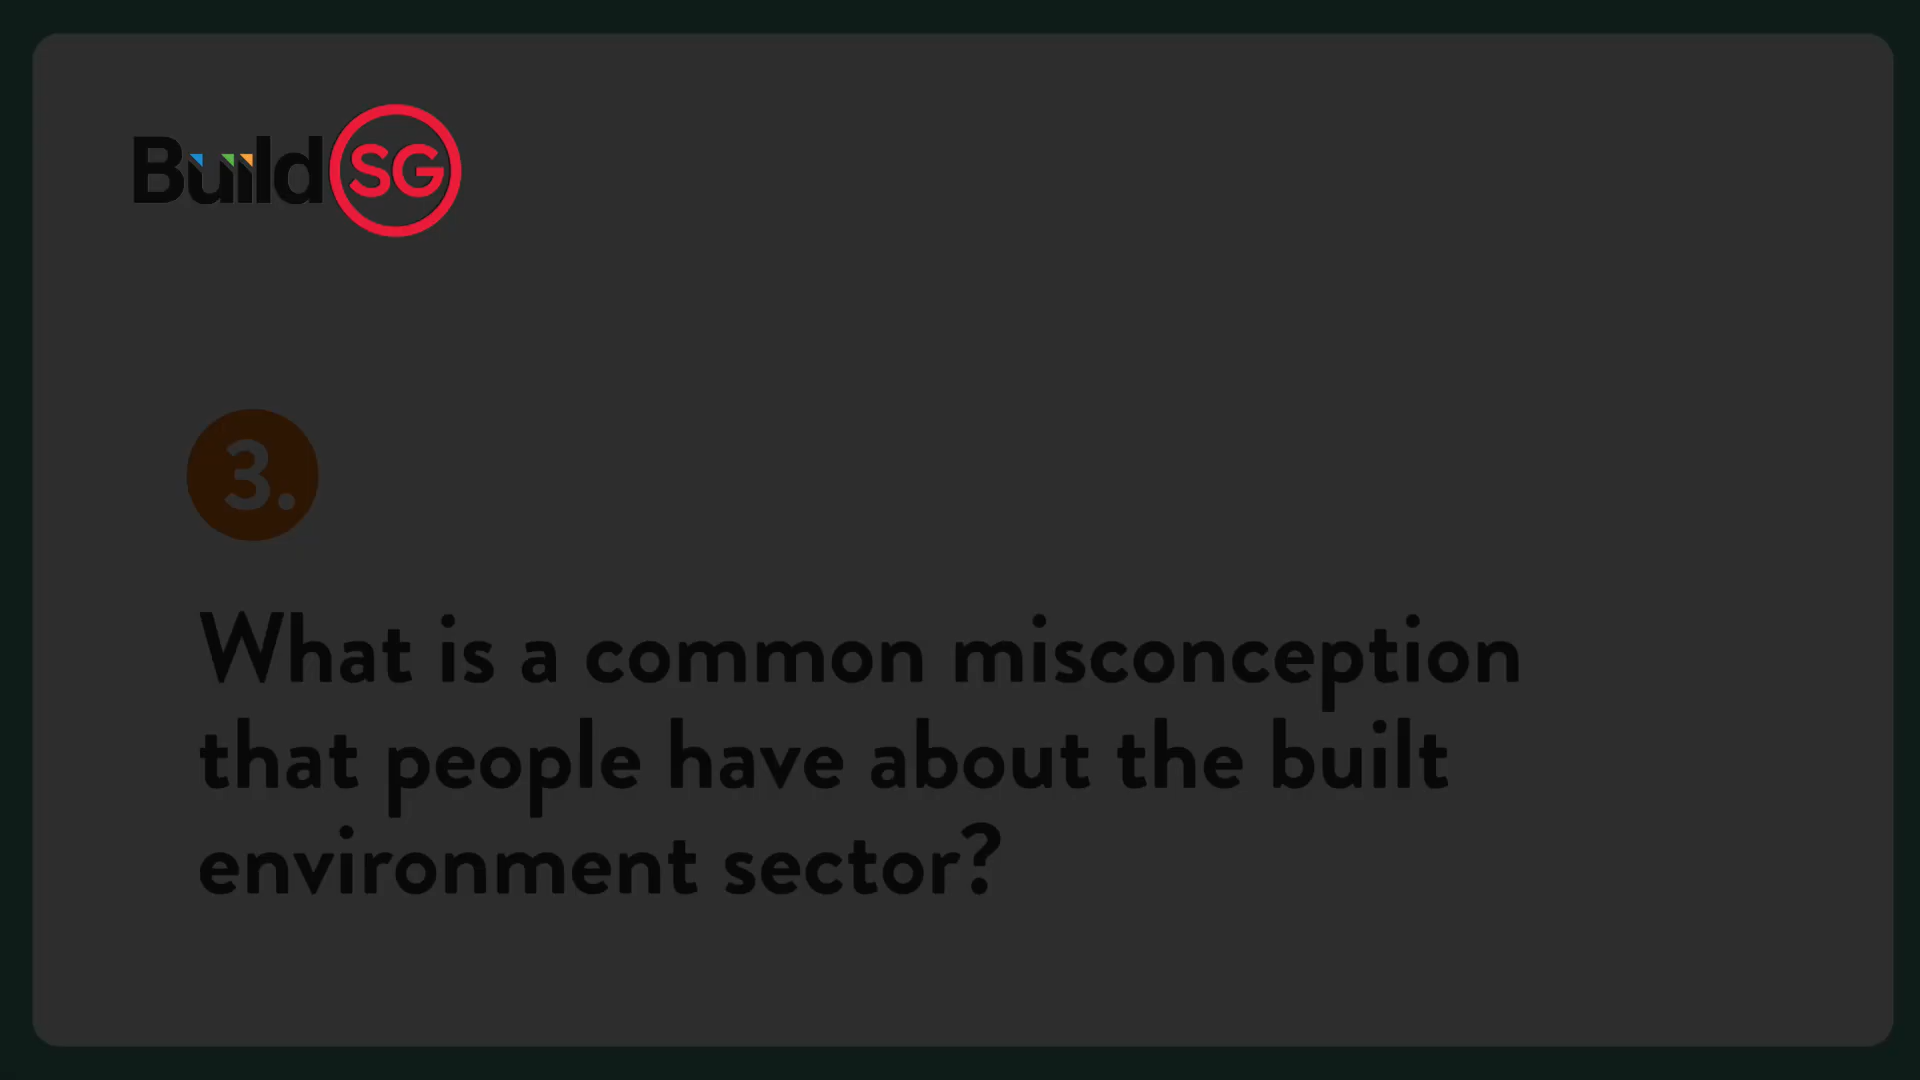 BuildSG
3.
What is a common misconception
that people have about the built
environment sector?